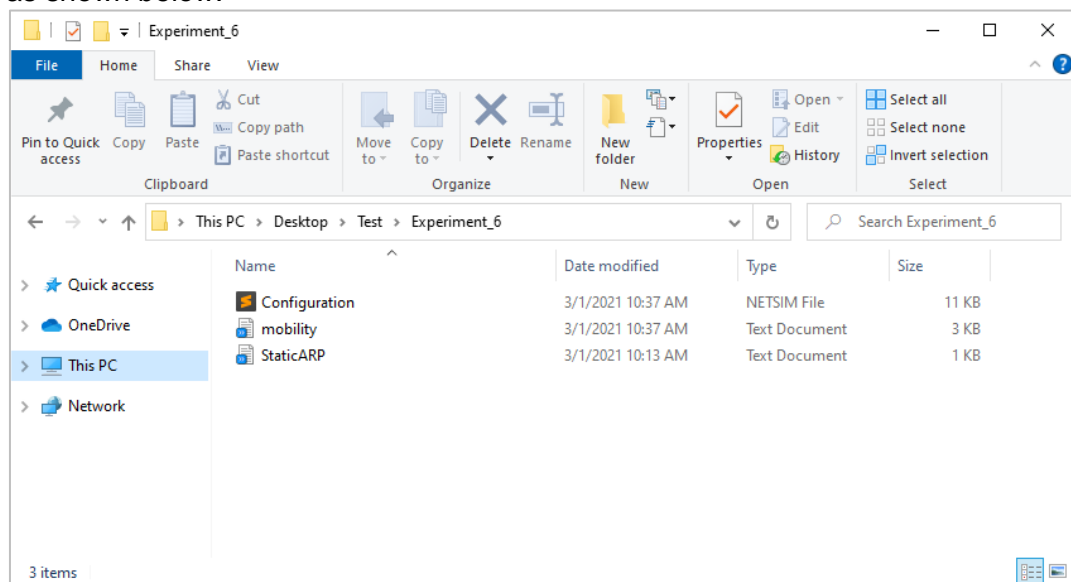 as shown below.
Experiment_6
File Home Share View
Pin to Quick access
Copy
Paste
Cut
Copy path
Paste shortcut
Clipboard
Move to
Copy to
Delete
Rename
Organize
New folder
New
Properties
Open
Edit
History
Open
Select all
Select none
Invert selection
Select
This PC > Desktop > Test > Experiment_6
Search Experiment_6
Quick access
OneDrive
This PC
Network
Name Date modified Type Size
Configuration 3/1/2021 10:37 AM NETSIM File 11 KB
mobility 3/1/2021 10:37 AM Text Document 3 KB
StaticARP 3/1/2021 10:13 AM Text Document 1 KB
3 items